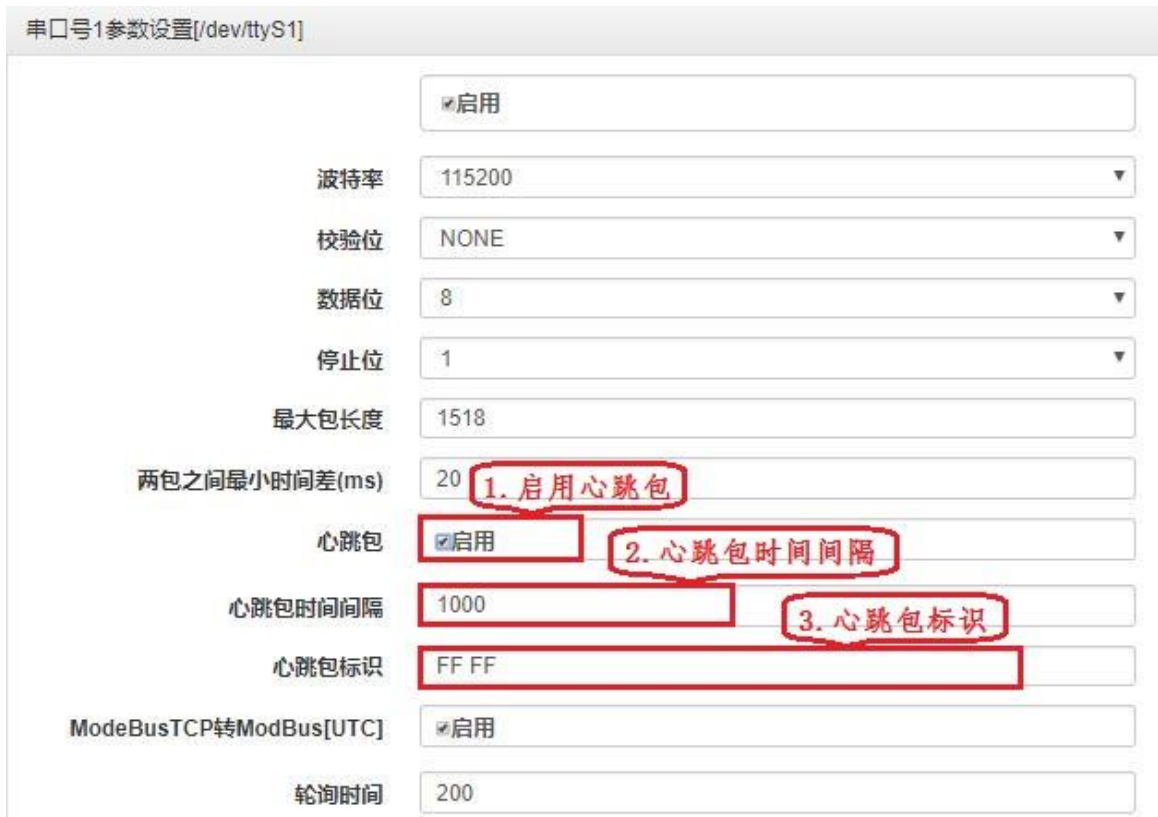 串口号1参数设置[/dev/ttyS1]
启用
波特率 115200
校验位 NONE
数据位 8
停止位 1
最大包长度 1518
两包之间最小时间差(ms) 20
1. 启用心跳包
心跳包 启用
2. 心跳包时间间隔
心跳包时间间隔 1000
3. 心跳包标识
心跳包标识 FF FF
ModeBusTCP转ModBus[UTC] 启用
轮询时间 200